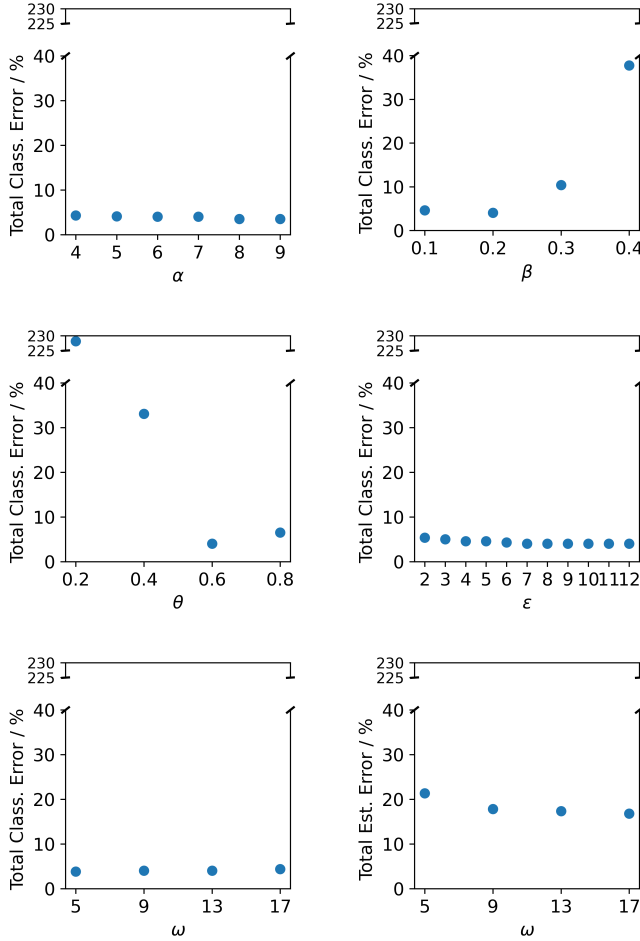 230
225
40
30
20
10
0
Total Class. Error / %
4 5 6 7 8 9
α
230
225
40
30
20
10
0
Total Class. Error / %
0.1 0.2 0.3 0.4
β
230
225
40
30
20
10
0
Total Class. Error / %
0.2 0.4 0.6 0.8
θ
230
225
40
30
20
10
0
Total Class. Error / %
2 3 4 5 6 7 8 9 10 11 12
ε
230
225
40
30
20
10
0
Total Class. Error / %
5 9 13 17
ω
230
225
40
30
20
10
0
Total Est. Error / %
5 9 13 17
ω